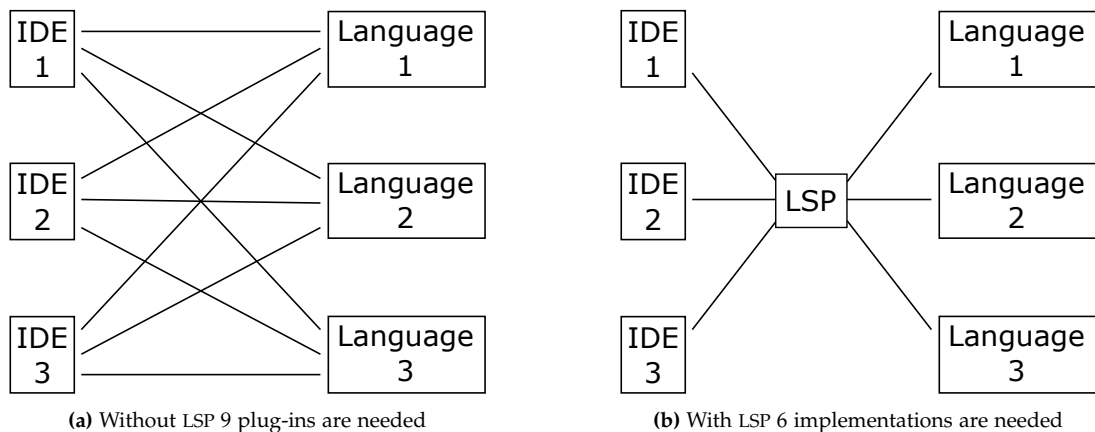 IDE
1
Language
1
IDE
2
Language
2
IDE
3
Language
3
(a) Without LSP 9 plug-ins are needed
IDE
1
Language
1
IDE
2
LSP
Language
2
IDE
3
Language
3
(b) With LSP 6 implementations are needed